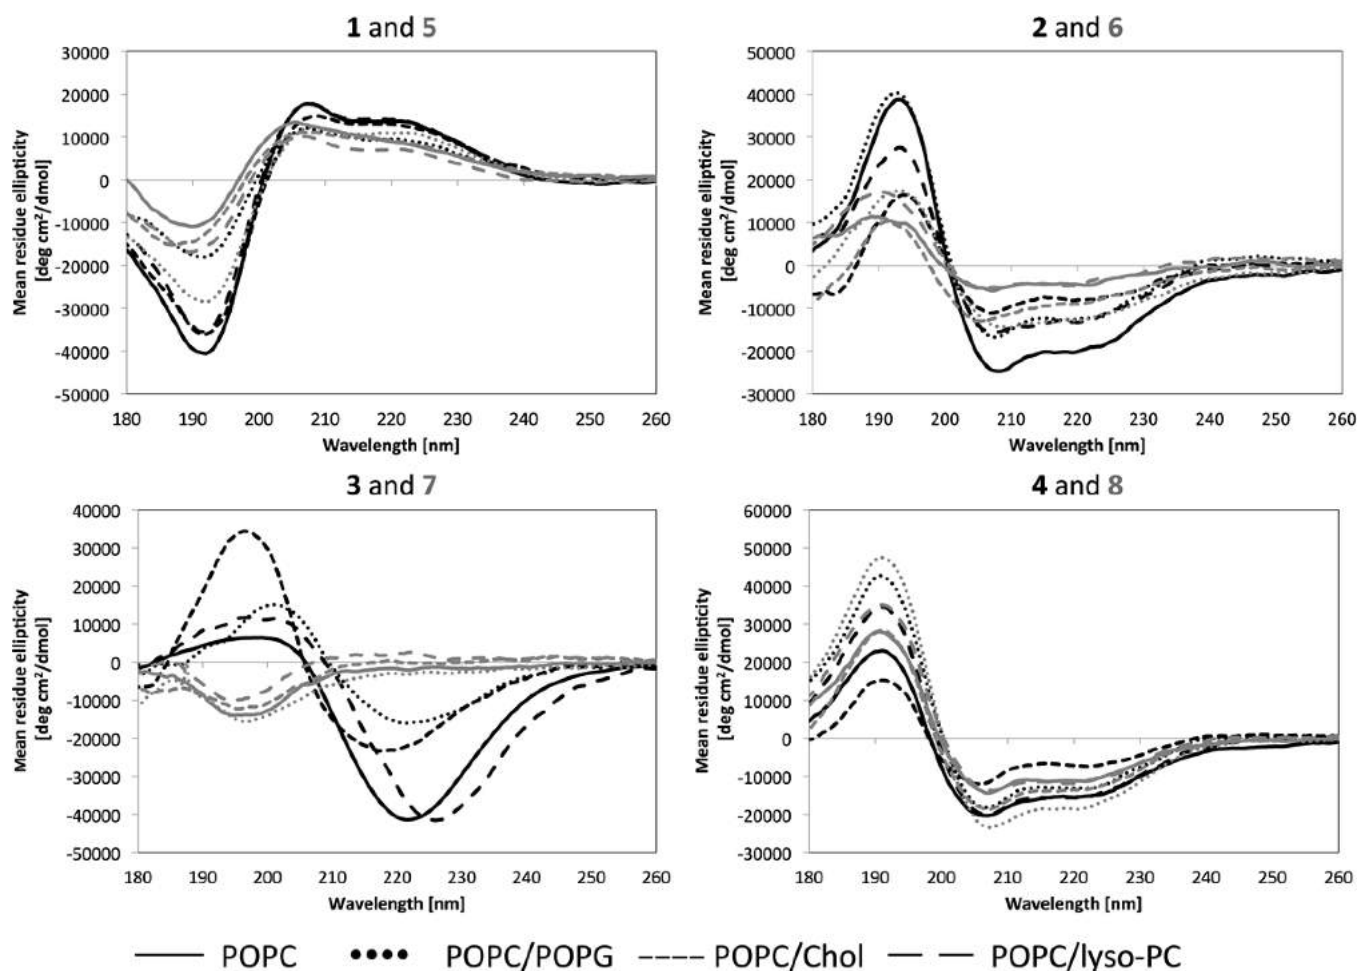 1 and 5
30000
20000
10000
0
-10000
-20000
-30000
-40000
-50000
180 190 200 210 220 230 240 250 260
Mean residue ellipticity
[deg cm²/dmol]
Wavelength [nm]
2 and 6
50000
40000
30000
20000
10000
0
-10000
-20000
-30000
180 190 200 210 220 230 240 250 260
Mean residue ellipticity
[deg cm²/dmol]
Wavelength [nm]
3 and 7
40000
30000
20000
10000
0
-10000
-20000
-30000
-40000
-50000
180 190 200 210 220 230 240 250 260
Mean residue ellipticity
[deg cm²/dmol]
Wavelength [nm]
4 and 8
60000
50000
40000
30000
20000
10000
0
-10000
-20000
-30000
180 190 200 210 220 230 240 250 260
Mean residue ellipticity
[deg cm²/dmol]
Wavelength [nm]
POPC POPC/POPG POPC/Chol POPC/lyso-PC